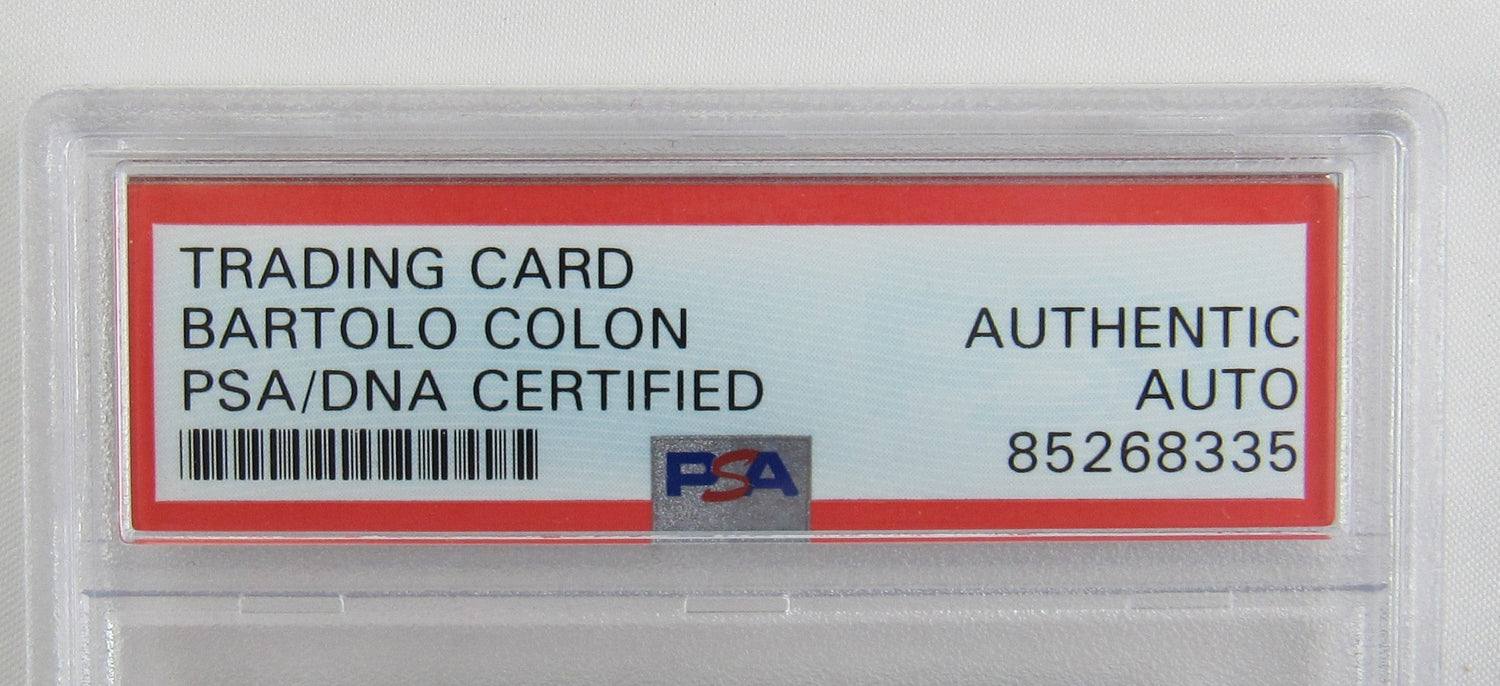 TRADING CARD
BARTOLO COLON AUTHENTIC
PSA/DNA CERTIFIED AUTO
85268335
PSA